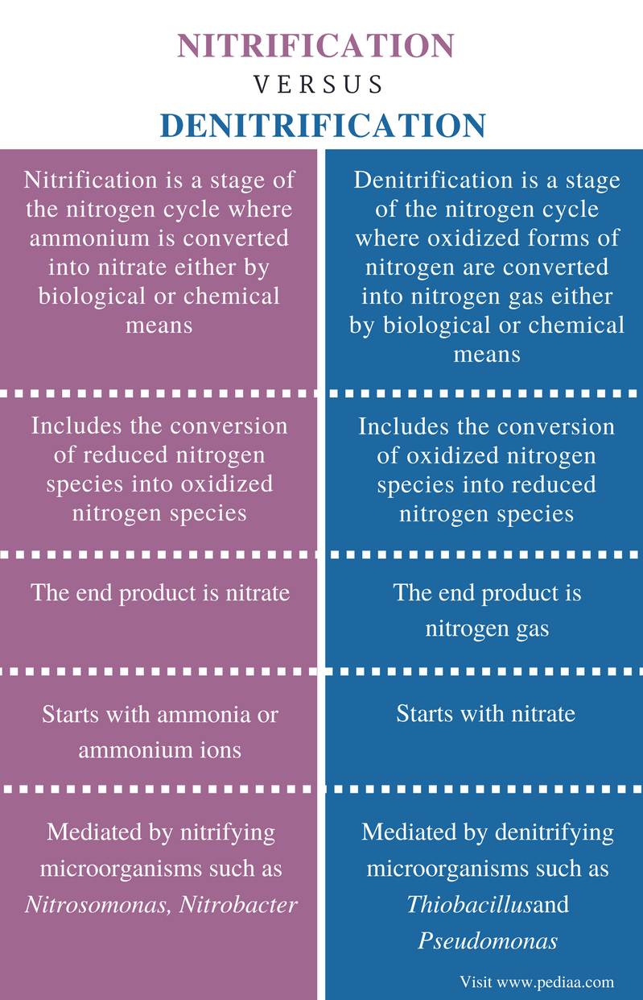 NITRIFICATION
VERSUS
DENITRIFICATION
Nitrification is a stage of
the nitrogen cycle where
ammonium is converted
into nitrate either by
biological or chemical
means
Denitrification is a stage
of the nitrogen cycle
where oxidized forms of
nitrogen are converted
into nitrogen gas either
by biological or chemical
means
Includes the conversion
of reduced nitrogen
species into oxidized
nitrogen species
Includes the conversion
of oxidized nitrogen
species into reduced
nitrogen species
The end product is nitrate
The end product is
nitrogen gas
Starts with ammonia or
ammonium ions
Starts with nitrate
Mediated by nitrifying
microorganisms such as
Nitrosomonas, Nitrobacter
Mediated by denitrifying
microorganisms such as
Thiobacillusand
Pseudomonas
Visit www.pediaa.com